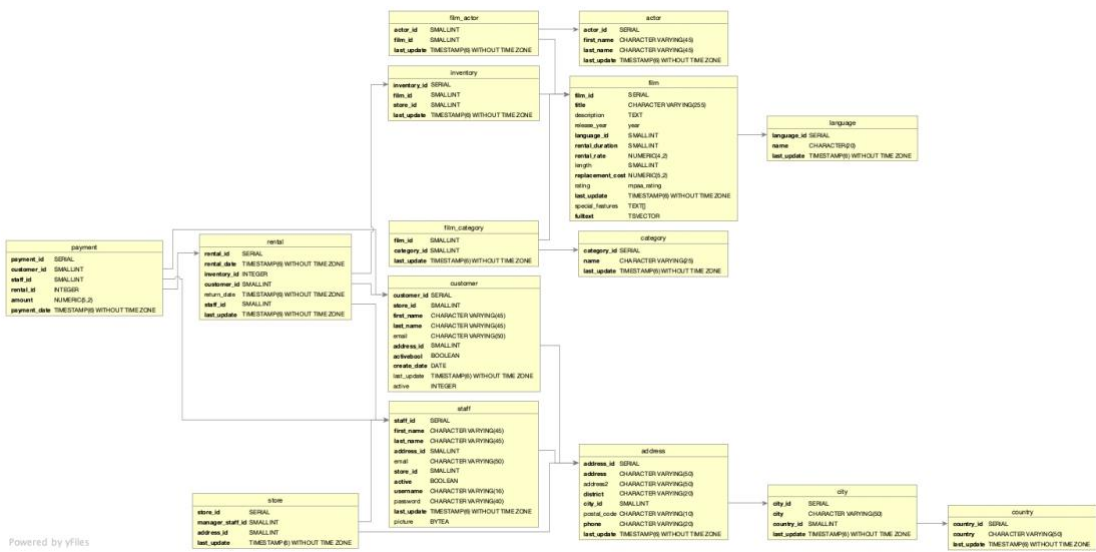 film_actor
actor_id SMALLINT
film_id SMALLINT
last_update TIMESTAMP(6) WITHOUT TIME ZONE
actor
actor_id SERIAL
first_name CHARACTER VARYING(45)
last_name CHARACTER VARYING(45)
last_update TIMESTAMP(6) WITHOUT TIME ZONE
inventory
inventory_id SERIAL
film_id SMALLINT
store_id SMALLINT
last_update TIMESTAMP(6) WITHOUT TIME ZONE
film
film_id SERIAL
title CHARACTER VARYING(255)
description TEXT
release_year year
language_id SMALLINT
rental_duration SMALLINT
rental_rate NUMERIC(4,2)
length SMALLINT
replacement_cost NUMERIC(5,2)
rating mpaa_rating
last_update TIMESTAMP(6) WITHOUT TIME ZONE
special_features TEXT[]
fulltext TSVECTOR
language
language_id SERIAL
name CHARACTER(20)
last_update TIMESTAMP(6) WITHOUT TIME ZONE
film_category
film_id SMALLINT
category_id SMALLINT
last_update TIMESTAMP(6) WITHOUT TIME ZONE
category
category_id SERIAL
name CHARACTER VARYING(25)
last_update TIMESTAMP(6) WITHOUT TIME ZONE
payment
payment_id SERIAL
customer_id SMALLINT
staff_id SMALLINT
rental_id INTEGER
amount NUMERIC(5,2)
payment_date TIMESTAMP(6) WITHOUT TIME ZONE
rental
rental_id SERIAL
rental_date TIMESTAMP(6) WITHOUT TIME ZONE
inventory_id INTEGER
customer_id SMALLINT
return_date TIMESTAMP(6) WITHOUT TIME ZONE
staff_id SMALLINT
last_update TIMESTAMP(6) WITHOUT TIME ZONE
customer
customer_id SERIAL
store_id SMALLINT
first_name CHARACTER VARYING(45)
last_name CHARACTER VARYING(45)
email CHARACTER VARYING(50)
address_id SMALLINT
activebool BOOLEAN
create_date DATE
last_update TIMESTAMP(6) WITHOUT TIME ZONE
active INTEGER
staff
staff_id SERIAL
first_name CHARACTER VARYING(45)
last_name CHARACTER VARYING(45)
address_id SMALLINT
email CHARACTER VARYING(50)
store_id SMALLINT
active BOOLEAN
username CHARACTER VARYING(16)
password CHARACTER VARYING(40)
last_update TIMESTAMP(6) WITHOUT TIME ZONE
picture BYTEA
store
store_id SERIAL
manager_staff_id SMALLINT
address_id SMALLINT
last_update TIMESTAMP(6) WITHOUT TIME ZONE
address
address_id SERIAL
address CHARACTER VARYING(50)
address2 CHARACTER VARYING(50)
district CHARACTER VARYING(20)
city_id SMALLINT
postal_code CHARACTER VARYING(10)
phone CHARACTER VARYING(20)
last_update TIMESTAMP(6) WITHOUT TIME ZONE
city
city_id SERIAL
city CHARACTER VARYING(50)
country_id SMALLINT
last_update TIMESTAMP(6) WITHOUT TIME ZONE
country
country_id SERIAL
country CHARACTER VARYING(50)
last_update TIMESTAMP(6) WITHOUT TIME ZONE
Powered by yFiles